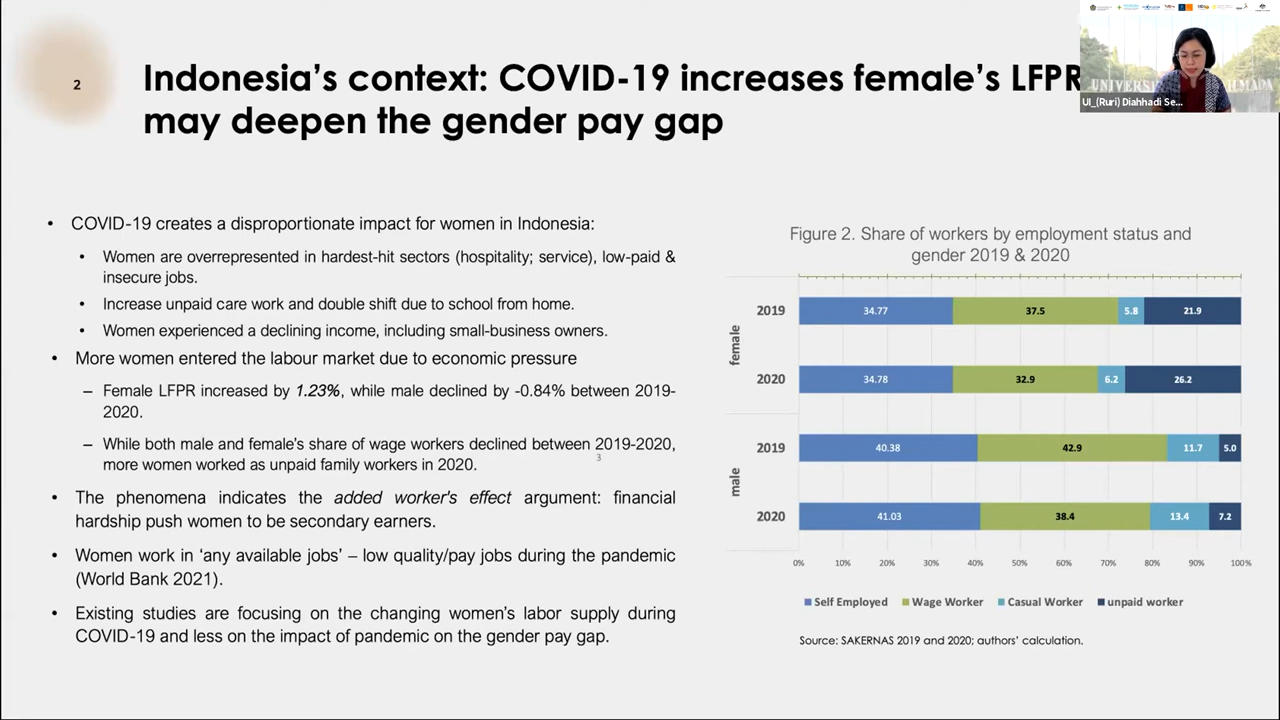 2
Indonesia's context: COVID-19 increases female's LFPR
may deepen the gender pay gap
UI_(Ruri) Diahhadi Se...
• COVID-19 creates a disproportionate impact for women in Indonesia:
• Women are overrepresented in hardest-hit sectors (hospitality; service), low-paid &
insecure jobs.
• Increase unpaid care work and double shift due to school from home.
• Women experienced a declining income, including small-business owners.
• More women entered the labour market due to economic pressure
– Female LFPR increased by 1.23%, while male declined by -0.84% between 2019-
2020.
– While both male and female's share of wage workers declined between 2019-2020,
more women worked as unpaid family workers in 2020.
3
• The phenomena indicates the added worker's effect argument: financial
hardship push women to be secondary earners.
• Women work in 'any available jobs' – low quality/pay jobs during the pandemic
(World Bank 2021).
• Existing studies are focusing on the changing women's labor supply during
COVID-19 and less on the impact of pandemic on the gender pay gap.
Figure 2. Share of workers by employment status and
gender 2019 & 2020
female
2019 34.77 37.5 5.8 21.9
2020 34.78 32.9 6.2 26.2
male
2019 40.38 42.9 11.7 5.0
2020 41.03 38.4 13.4 7.2
0% 10% 20% 30% 40% 50% 60% 70% 80% 90% 100%
Self Employed Wage Worker Casual Worker unpaid worker
Source: SAKERNAS 2019 and 2020; authors' calculation.